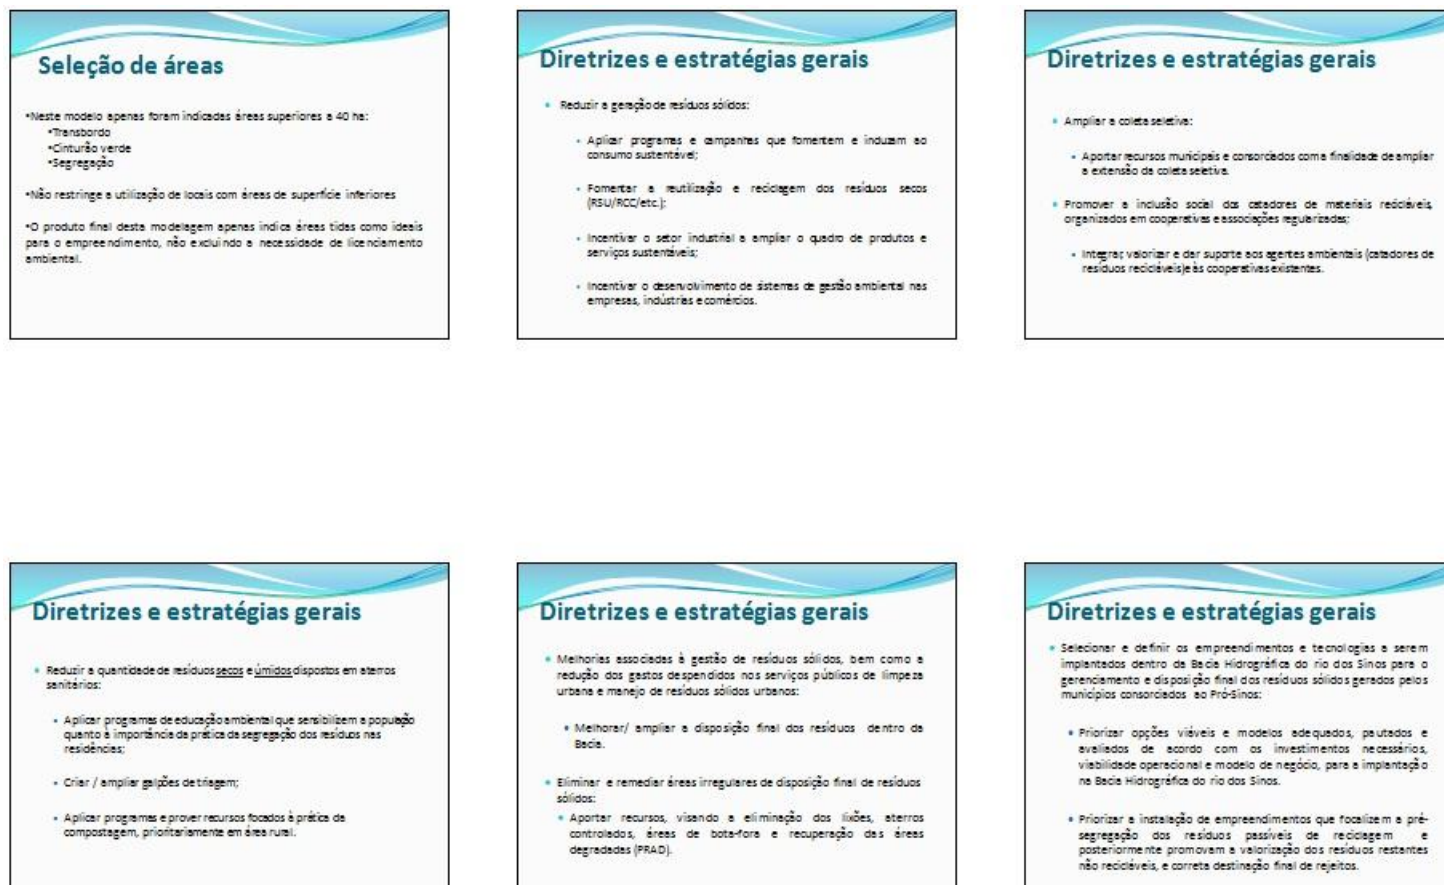 Seleção de áreas
•Neste modelo apenas foram indicadas áreas superiores a 40 ha:
•Transbordo
•Cinturão verde
•Segregação
•Não restringe a utilização de locais com áreas de superfície inferiores
•O produto final desta modelagem apenas indica áreas tidas como ideais
para o empreendimento, não excluindo a necessidade de licenciamento
ambiental.
Diretrizes e estratégias gerais
• Reduzir a geração de resíduos sólidos:
• Aplicar programas e campanhas que fomentem e induzam ao
consumo sustentável;
• Fomentar a reutilização e reciclagem dos resíduos secos
(RSU/RCC/etc.);
• Incentivar o setor industrial a ampliar o quadro de produtos e
serviços sustentáveis;
• Incentivar o desenvolvimento de sistemas de gestão ambiental nas
empresas, indústrias e comércios.
Diretrizes e estratégias gerais
• Ampliar a coleta seletiva:
• Aportar recursos municipais e consorciados com a finalidade de ampliar
a extensão da coleta seletiva.
• Promover a inclusão social dos catadores de materiais recicláveis,
organizados em cooperativas e associações regularizadas;
• Integrar, valorizar e dar suporte aos agentes ambientais (catadores de
resíduos recicláveis) e às cooperativas existentes.
Diretrizes e estratégias gerais
• Reduzir a quantidade de resíduos secos e úmidos dispostos em aterros
sanitários:
• Aplicar programas de educação ambiental que sensibilizem a população
quanto à importância da prática da segregação dos resíduos nas
residências;
• Criar / ampliar galpões de triagem;
• Aplicar programas e prover recursos focados à prática da
compostagem, prioritariamente em área rural.
Diretrizes e estratégias gerais
• Melhorias associadas à gestão de resíduos sólidos, bem como a
redução dos gastos despendidos nos serviços públicos de limpeza
urbana e manejo de resíduos sólidos urbanos:
• Melhorar/ ampliar a disposição final dos resíduos dentro da
Bacia.
• Eliminar e remediar áreas irregulares de disposição final de resíduos
sólidos:
• Aportar recursos, visando a eliminação dos lixões, aterros
controlados, áreas de bota-fora e recuperação das áreas
degradadas (PRAD).
Diretrizes e estratégias gerais
• Selecionar e definir os empreendimentos e tecnologias a serem
implantados dentro da Bacia Hidrográfica do rio dos Sinos para o
gerenciamento e disposição final dos resíduos sólidos gerados pelos
municípios consorciados ao Pró-Sinos:
• Priorizar opções viáveis e modelos adequados, pautados e
avaliados de acordo com os investimentos necessários,
viabilidade operacional e modelo de negócio, para a implantação
na Bacia Hidrográfica do rio dos Sinos.
• Priorizar a instalação de empreendimentos que focalizem a pré-
segregação dos resíduos passíveis de reciclagem e
posteriormente promovam a valorização dos resíduos restantes
não recicláveis, e correta destinação final de rejeitos.